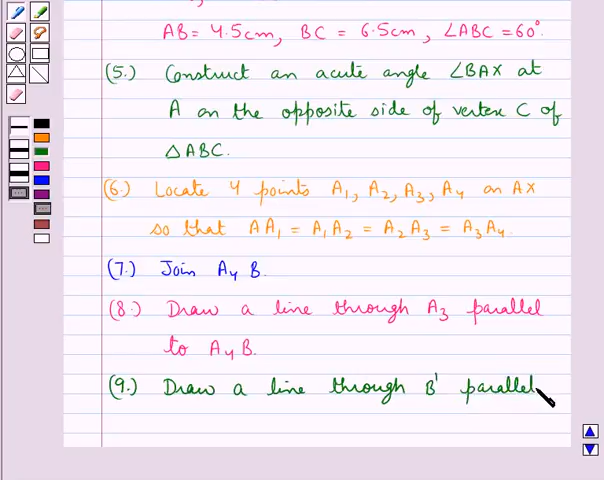 AB = 4.5cm, BC = 6.5cm, ∠ABC = 60°.
(5.) Construct an acute angle ∠BAX at
A on the opposite side of vertex C of
△ABC.
(6.) Locate 4 points A₁, A₂, A₃, A₄ on AX
so that AA₁ = A₁A₂ = A₂A₃ = A₃A₄.
(7.) Join A₄B.
(8.) Draw a line through A₃ parallel
to A₄B.
(9.) Draw a line through B' parallel